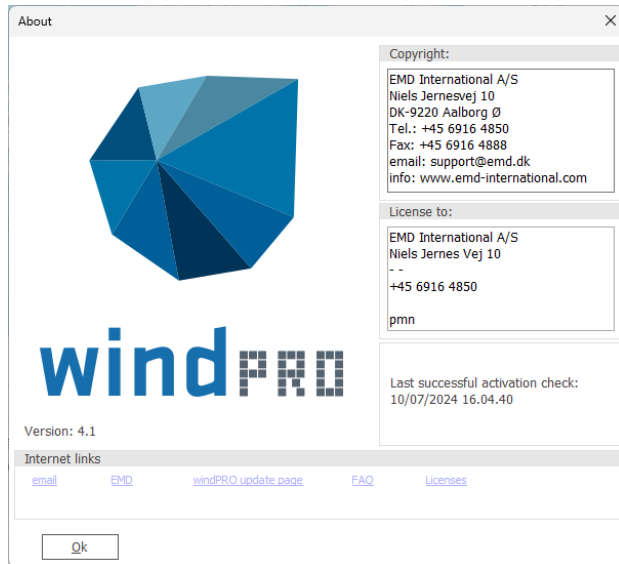 About
Copyright:
EMD International A/S
Niels Jernesvej 10
DK-9220 Aalborg Ø
Tel.: +45 6916 4850
Fax: +45 6916 4888
email: support@emd.dk
info: www.emd-international.com
License to:
EMD International A/S
Niels Jernes Vej 10
- -
+45 6916 4850
pmn
windPRO
Last successful activation check:
10/07/2024 16.04.40
Version: 4.1
Internet links
email EMD windPRO update page FAQ Licenses
Ok